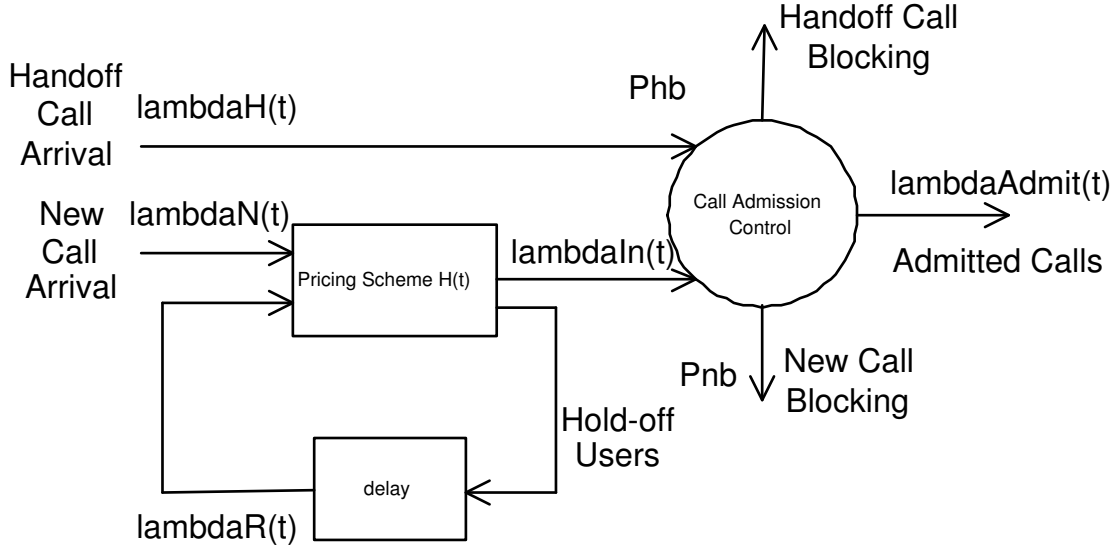 Handoff Call
Blocking
Phb
Handoff
Call
Arrival
lambdaH(t)
New
Call
Arrival
lambdaN(t)
Pricing Scheme H(t)
lambdaIn(t)
Call Admission
Control
lambdaAdmit(t)
Admitted Calls
Pnb
New Call
Blocking
Hold-off
Users
delay
lambdaR(t)